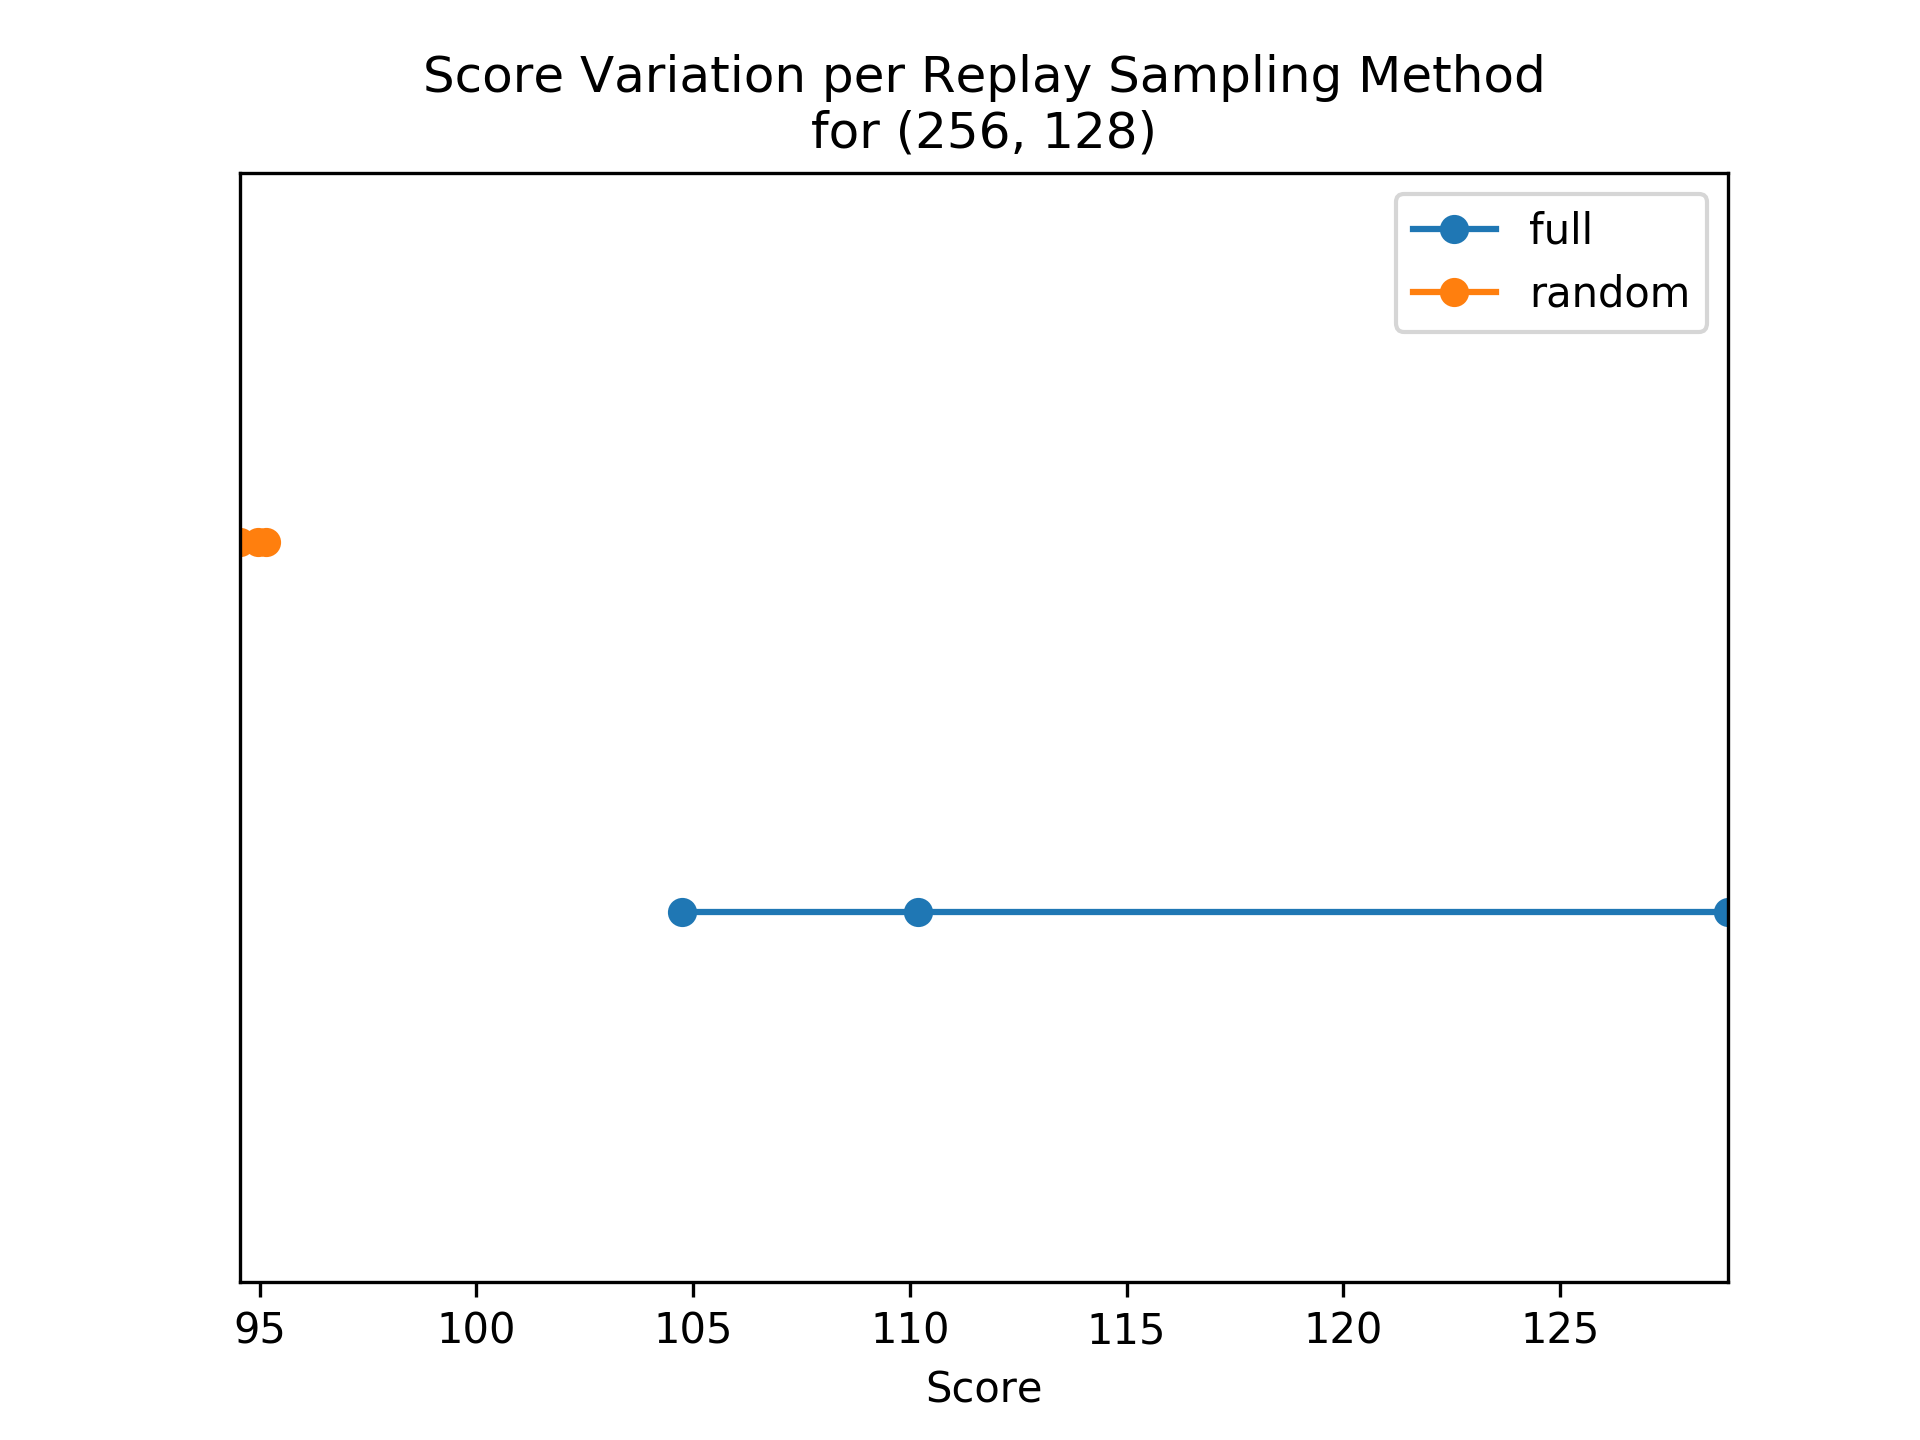 Score Variation per Replay Sampling Method
for (256, 128)
full
random
95
100
105
110
115
120
125
Score